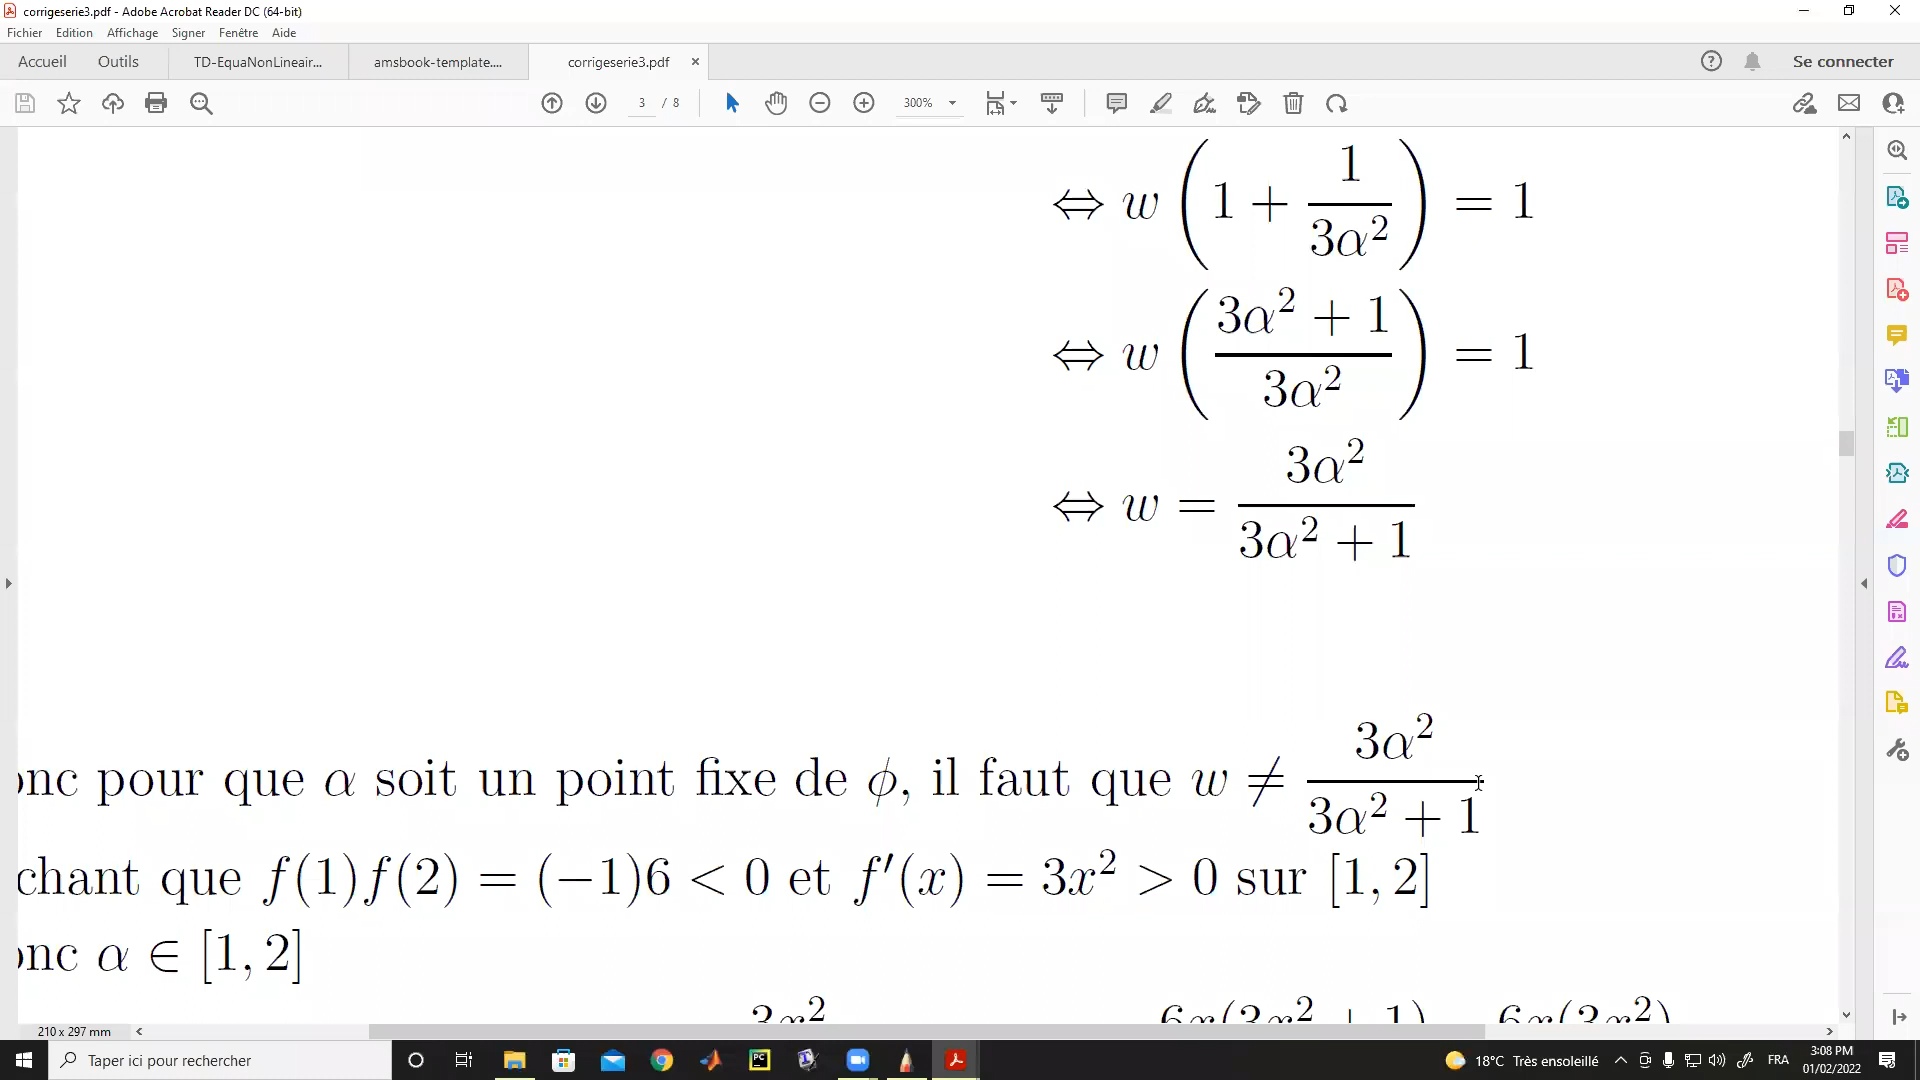 corrigeserie3.pdf - Adobe Acrobat Reader DC (64-bit)
Fichier Edition Affichage Signer Fenêtre Aide
Accueil Outils TD-EquaNonLineair... amsbook-template.... corrigeserie3.pdf × Se connecter
3 / 8 300%
⟺ w (1 + 1/(3α²)) = 1
⟺ w ((3α² + 1)/(3α²)) = 1
⟺ w = 3α²/(3α² + 1)
onc pour que α soit un point fixe de ϕ, il faut que w ≠ 3α²/(3α² + 1)
chant que f(1)f(2) = (−1)6 < 0 et f′(x) = 3x² > 0 sur [1, 2]
onc α ∈ [1, 2]
210 x 297 mm
Taper ici pour rechercher
18°C Très ensoleillé FRA 3:08 PM
01/02/2022